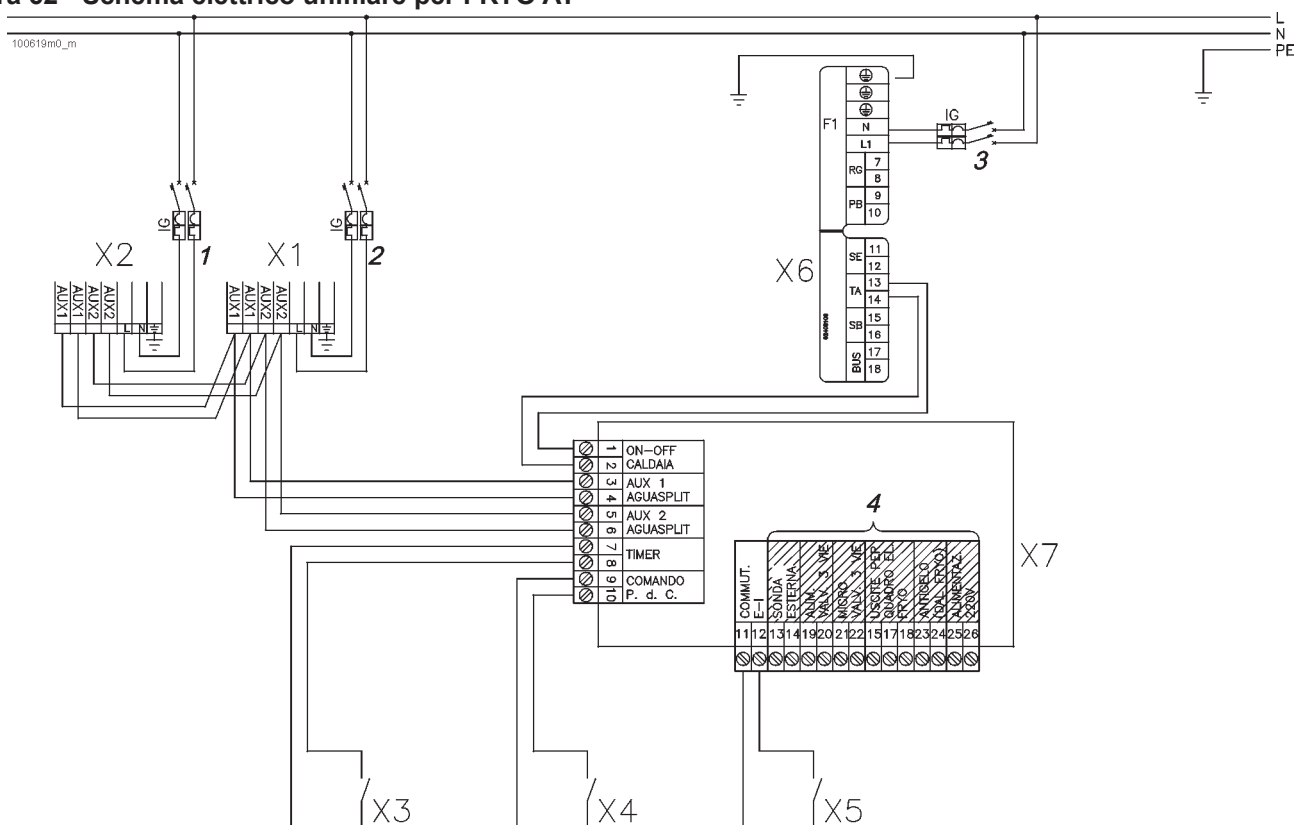 Schema elettrico unifilare per FRYO A1
100619m0_m
L
N
PE
F1
N
L1
RG
7
8
PB
9
10
SE
11
12
TA
13
14
SB
15
16
BUS
17
18
X6
IG
3
IG
1
IG
2
X2
X1
AUX1
AUX1
AUX2
AUX2
L
N
AUX1
AUX1
AUX2
AUX2
L
N
1
2
ON-OFF
CALDAIA
3
4
AUX 1
AGUASPLIT
5
6
AUX 2
AGUASPLIT
7
8
TIMER
9
10
COMANDO
P. d. C.
4
X7
COMMUT.
E-I
SONDA
ESTERNA
ALIM.
VALV. 3 VIE
MICRO
VALV. 3 VIE
USCITE PER
QUADRO EL.
FRYO
ANTIGELO
(DAL FRYO)
ALIMENTAZ.
220V
11 12 13 14 19 20 21 22 15 17 18 23 24 25 26
X3
X4
X5